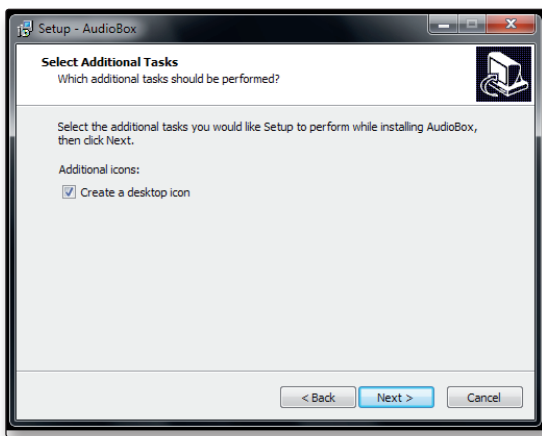 Setup - AudioBox
Select Additional Tasks
Which additional tasks should be performed?
Select the additional tasks you would like Setup to perform while installing AudioBox,
then click Next.
Additional icons:
Create a desktop icon
< Back Next > Cancel